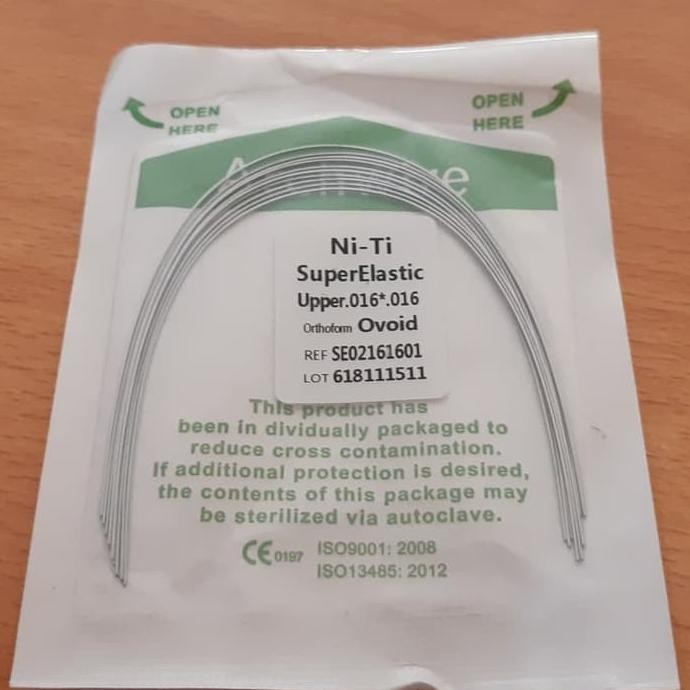 OPEN
HERE
OPEN
HERE
Ni-Ti
SuperElastic
Upper.016*.016
Orthoform Ovoid
REF SE02161601
LOT 618111511
This product has
been in dividually packaged to
reduce cross contamination.
If additional protection is desired,
the contents of this package may
be sterilized via autoclave.
CE 0197 ISO9001: 2008
ISO13485: 2012